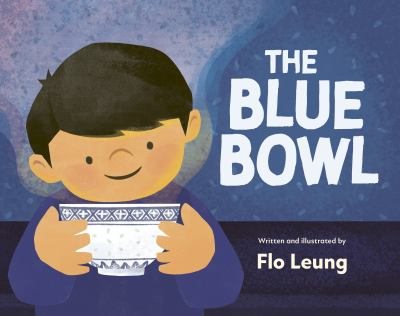 THE
BLUE
BOWL
Written and illustrated by
Flo Leung